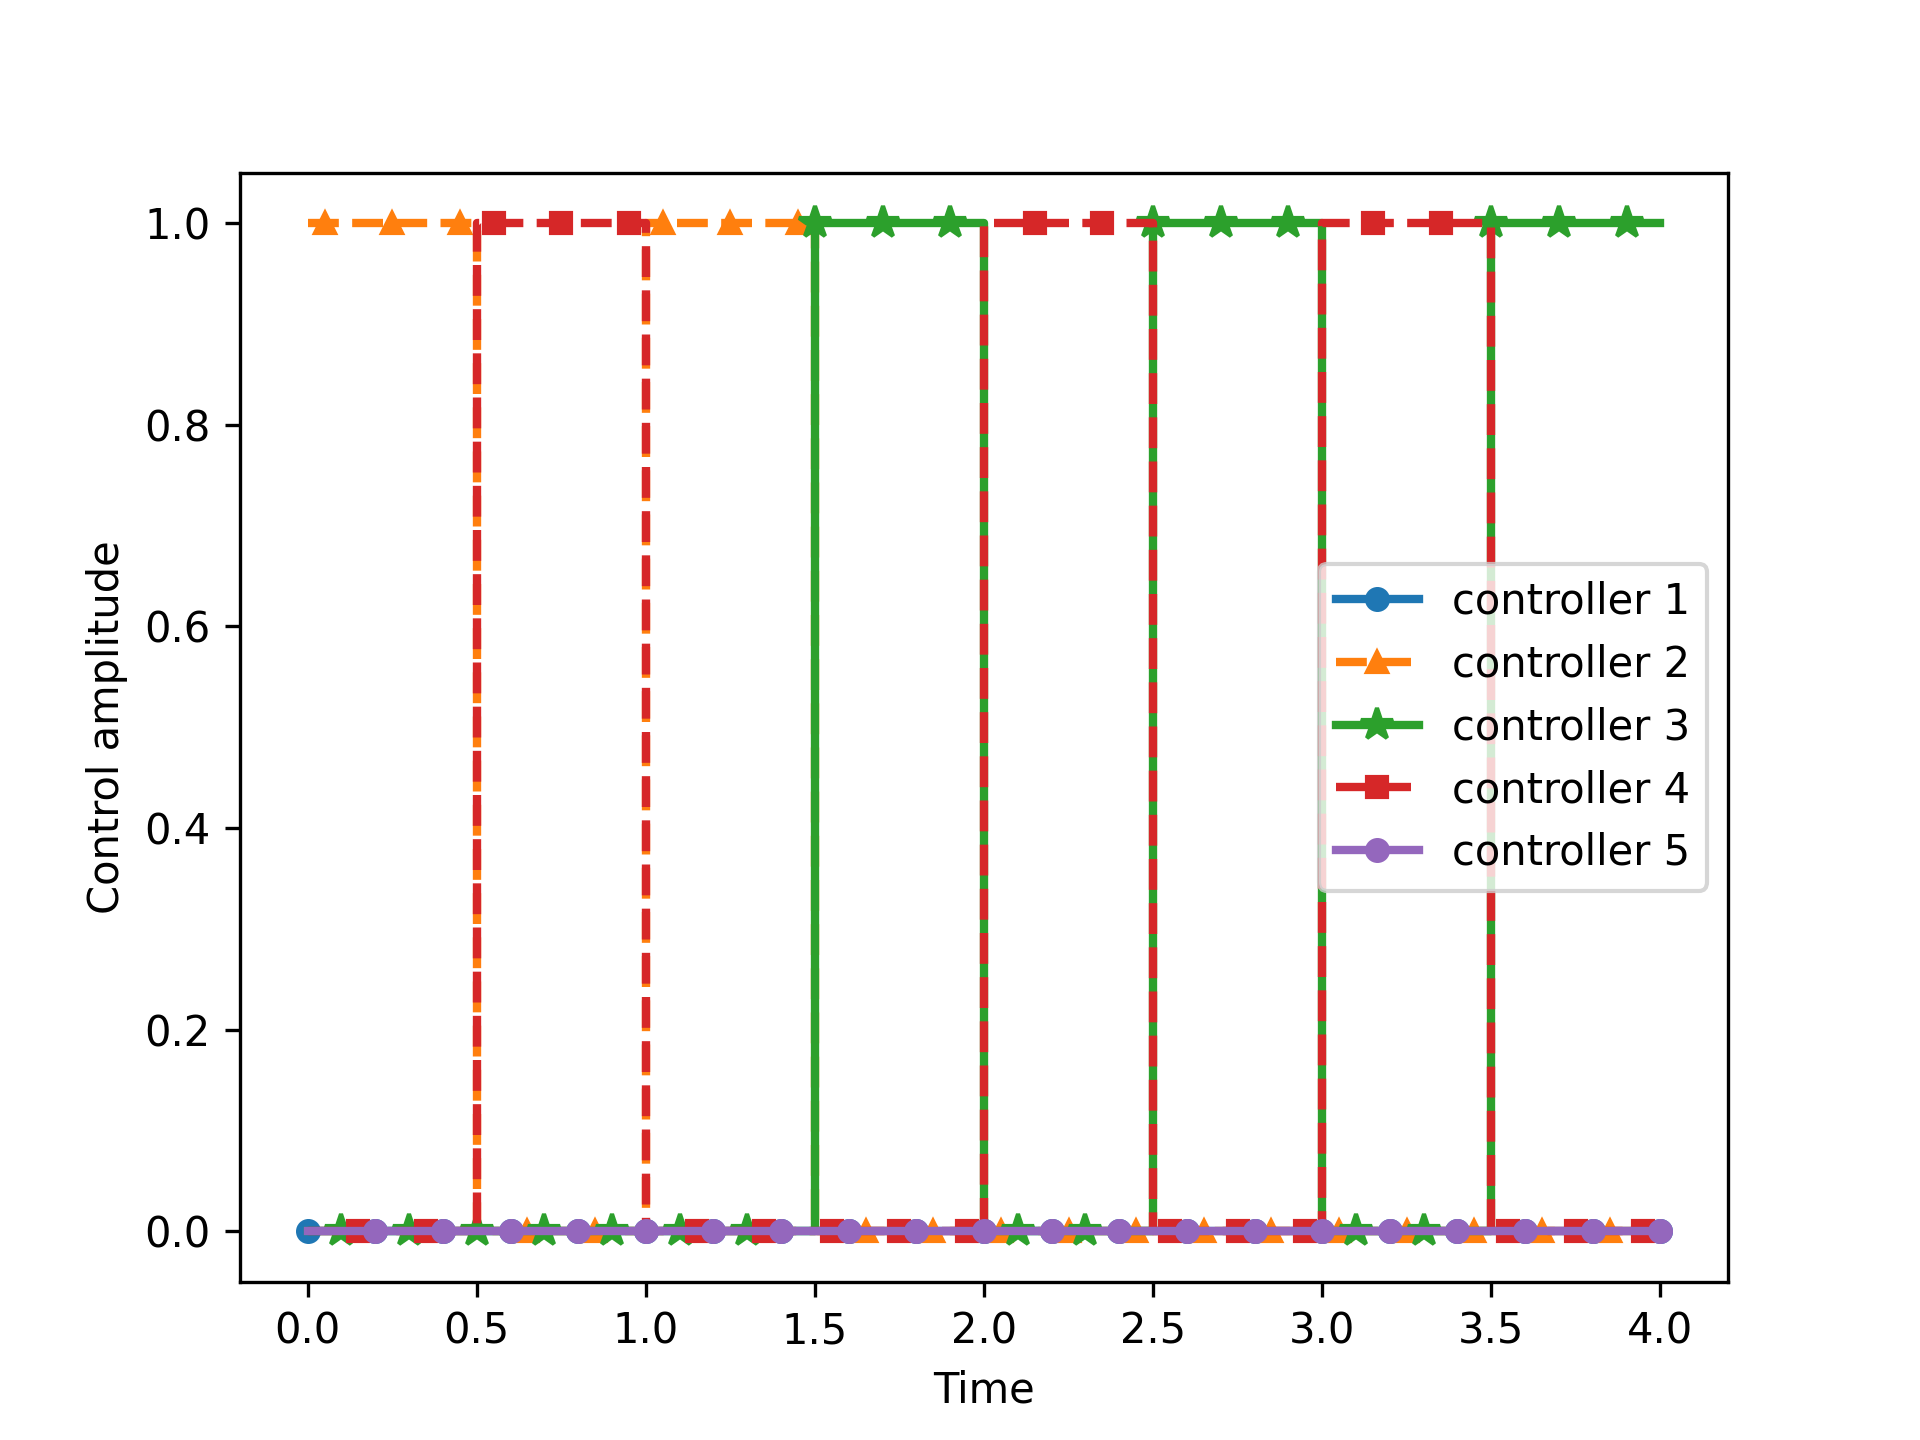 1.0
0.8
0.6
0.4
0.2
0.0
Control amplitude
controller 1
controller 2
controller 3
controller 4
controller 5
0.0 0.5 1.0 1.5 2.0 2.5 3.0 3.5 4.0
Time